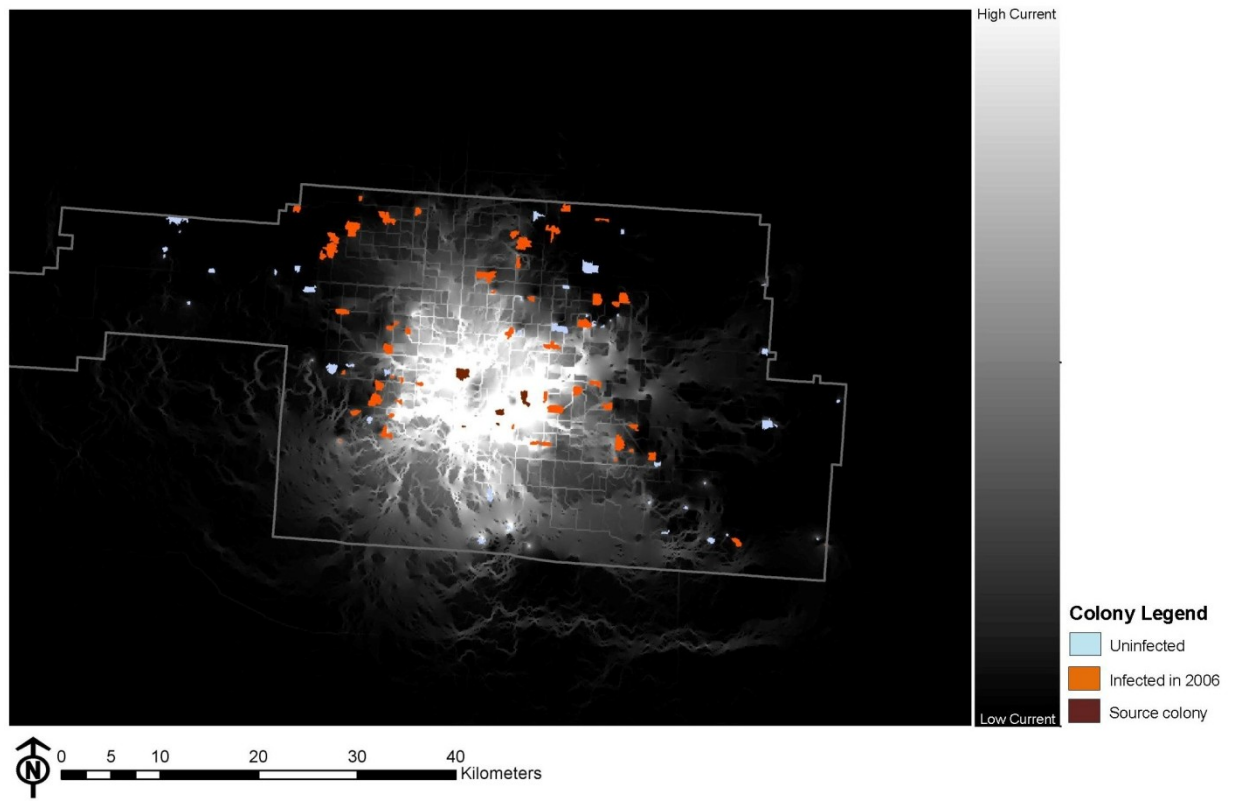 High Current
Low Current
Colony Legend
Uninfected
Infected in 2006
Source colony
N
0 5 10 20 30 40
Kilometers